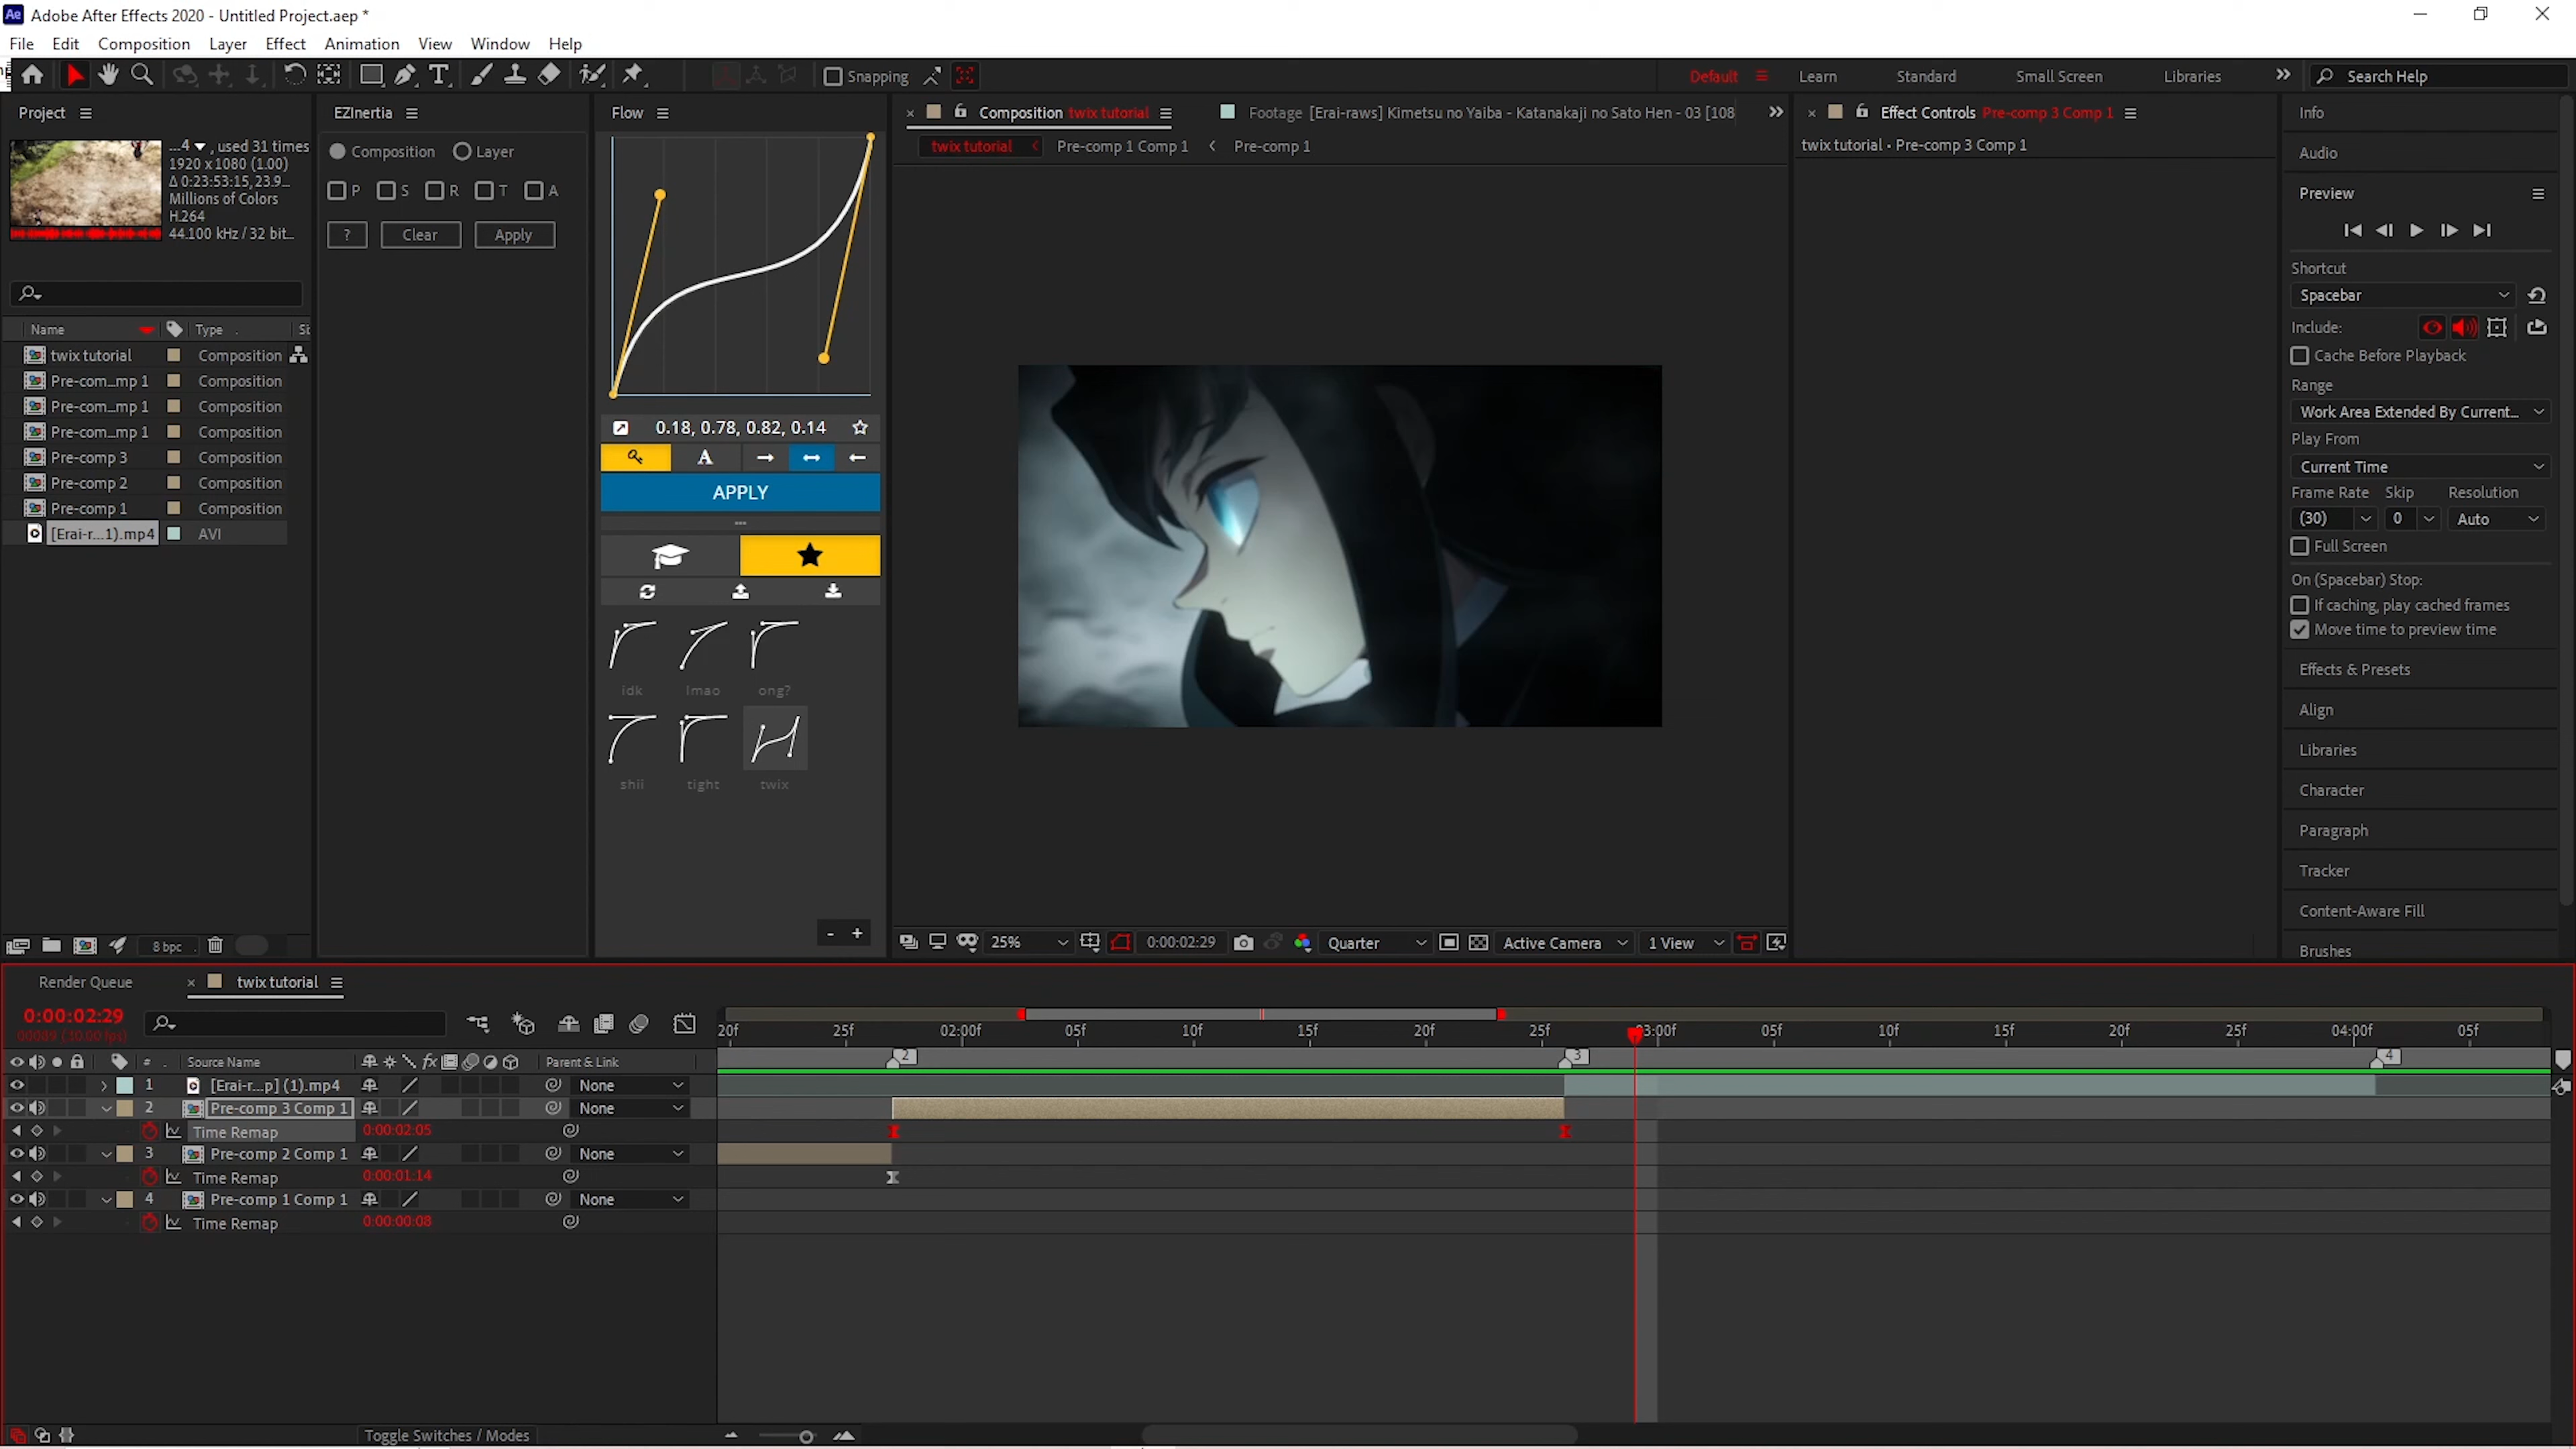 Adobe After Effects 2020 - Untitled Project.aep *
File Edit Composition Layer Effect Animation View Window Help
Snapping
Default Learn Standard Small Screen Libraries Search Help
Project
...4 , used 31 times
1920 x 1080 (1.00)
Δ 0:23:53:15, 23.9...
Millions of Colors
H.264
44.100 kHz / 32 bit...
Name Type
twix tutorial Composition
Pre-com...mp 1 Composition
Pre-com...mp 1 Composition
Pre-com...mp 1 Composition
Pre-comp 3 Composition
Pre-comp 2 Composition
Pre-comp 1 Composition
[Erai-r...1).mp4 AVI
8 bpc
EZInertia
Composition Layer
P S R T A
? Clear Apply
Flow
0.18, 0.78, 0.82, 0.14
A
APPLY
idk lmao ong?
shii tight twix
- +
Composition twix tutorial Footage [Erai-raws] Kimetsu no Yaiba - Katanakaji no Sato Hen - 03 [108
twix tutorial Pre-comp 1 Comp 1 Pre-comp 1
25% 0:00:02:29 Quarter Active Camera 1 View
Effect Controls Pre-comp 3 Comp 1
twix tutorial • Pre-comp 3 Comp 1
Info
Audio
Preview
Shortcut
Spacebar
Include:
Cache Before Playback
Range
Work Area Extended By Current...
Play From
Current Time
Frame Rate Skip Resolution
(30) 0 Auto
Full Screen
On (Spacebar) Stop:
If caching, play cached frames
Move time to preview time
Effects & Presets
Align
Libraries
Character
Paragraph
Tracker
Content-Aware Fill
Brushes
Render Queue twix tutorial
0:00:02:29
20f 25f 02:00f 05f 10f 15f 20f 25f 3:00f 05f 10f 15f 20f 25f 04:00f 05f
# Source Name fx Parent & Link
2 3 4
1 [Erai-r...p] (1).mp4 None
2 Pre-comp 3 Comp 1 None
Time Remap 0:00:02:05
3 Pre-comp 2 Comp 1 None
Time Remap 0:00:01:14
4 Pre-comp 1 Comp 1 None
Time Remap 0:00:00:08
Toggle Switches / Modes